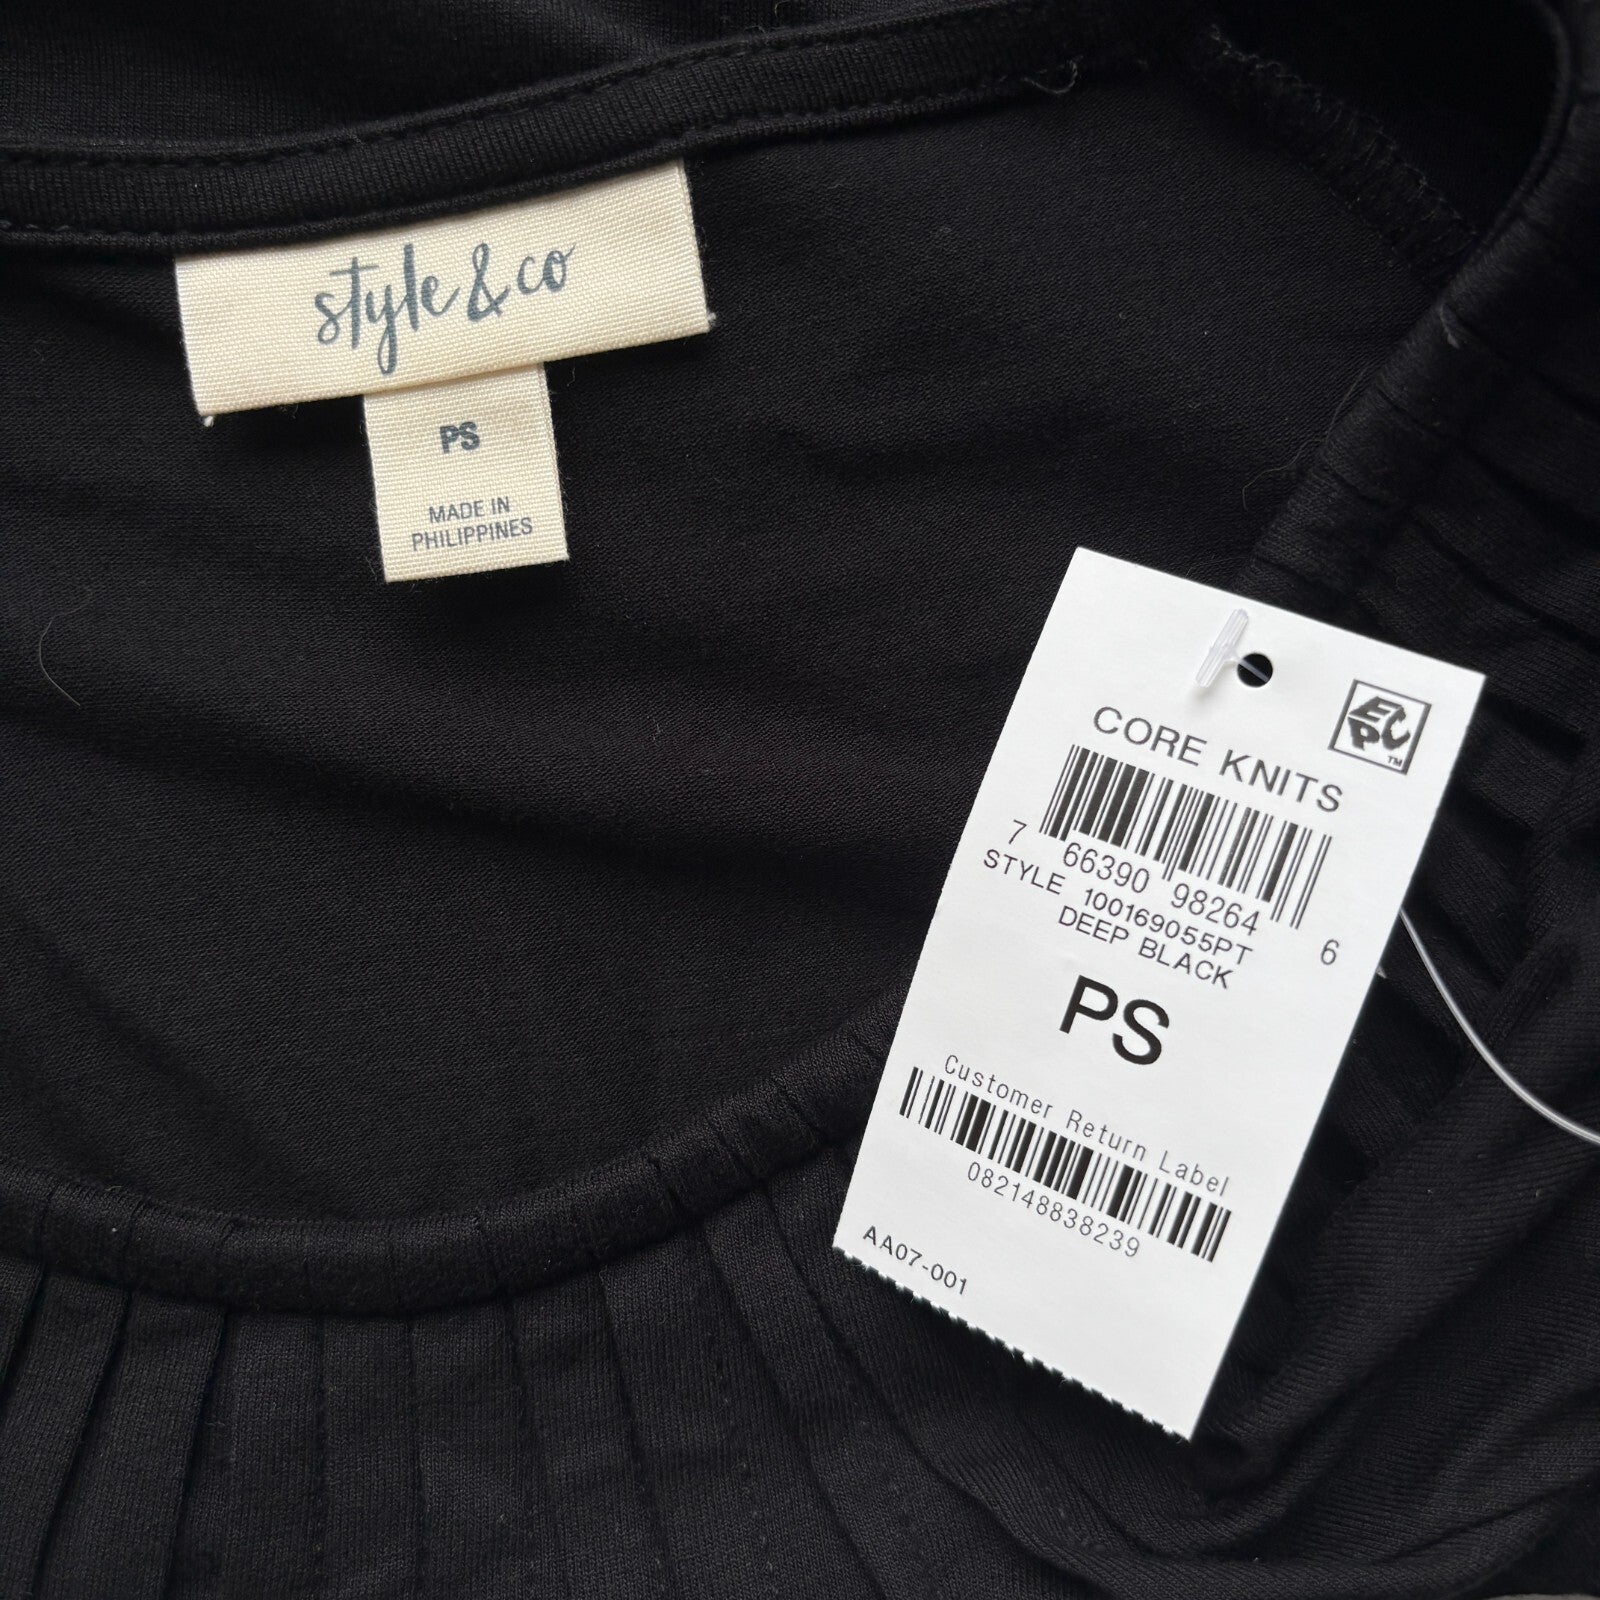 style & co
PS
MADE IN
PHILIPPINES
EPC™
CORE KNITS
7 66390 98264 6
STYLE 100169055PT
DEEP BLACK
PS
Customer Return Label
082148838239
AA07-001